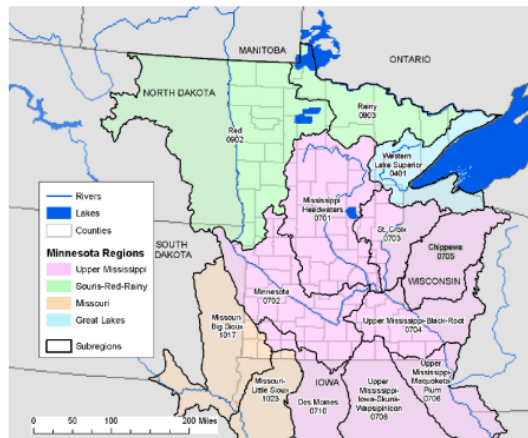 MANITOBA
ONTARIO
NORTH DAKOTA
Rainy
0903
Red
0902
Western
Lake Superior
0401
Mississippi
Headwaters
0701
St. Croix
0703
Chippewa
0705
WISCONSIN
SOUTH
DAKOTA
Minnesota
0702
Upper Mississippi-Black-Root
0704
Missouri-
Big Sioux
1017
Missouri-
Little Sioux
1023
IOWA
Des Moines
0710
Upper
Mississippi-
Iowa-Skunk-
Wapsipinicon
0708
Upper
Mississippi-
Maquoketa-
Plum
0706
Rivers
Lakes
Counties
Minnesota Regions
Upper Mississippi
Souris-Red-Rainy
Missouri
Great Lakes
Subregions
0 50 100 200 Miles